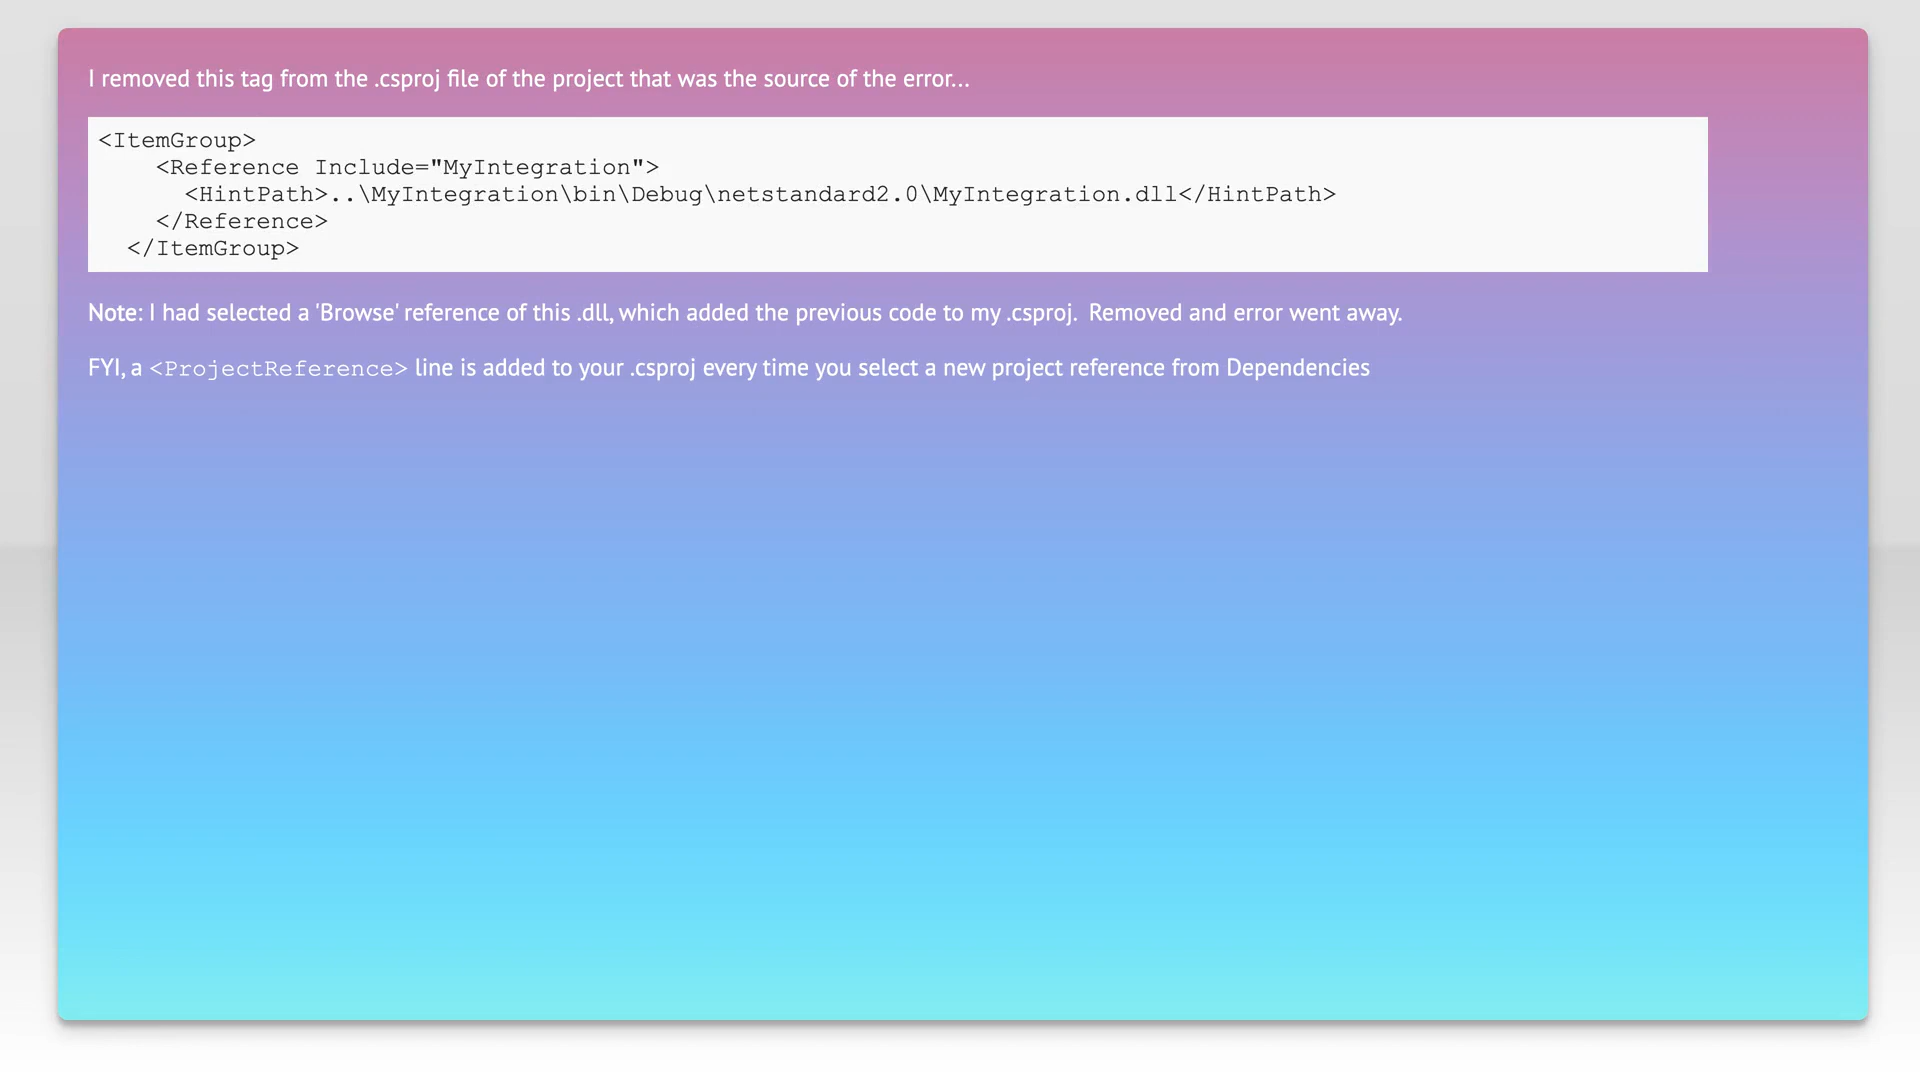 I removed this tag from the .csproj file of the project that was the source of the error...
<ItemGroup>
    <Reference Include="MyIntegration">
      <HintPath>..\MyIntegration\bin\Debug\netstandard2.0\MyIntegration.dll</HintPath>
    </Reference>
  </ItemGroup>
Note: I had selected a 'Browse' reference of this .dll, which added the previous code to my .csproj.  Removed and error went away.
FYI, a <ProjectReference> line is added to your .csproj every time you select a new project reference from Dependencies